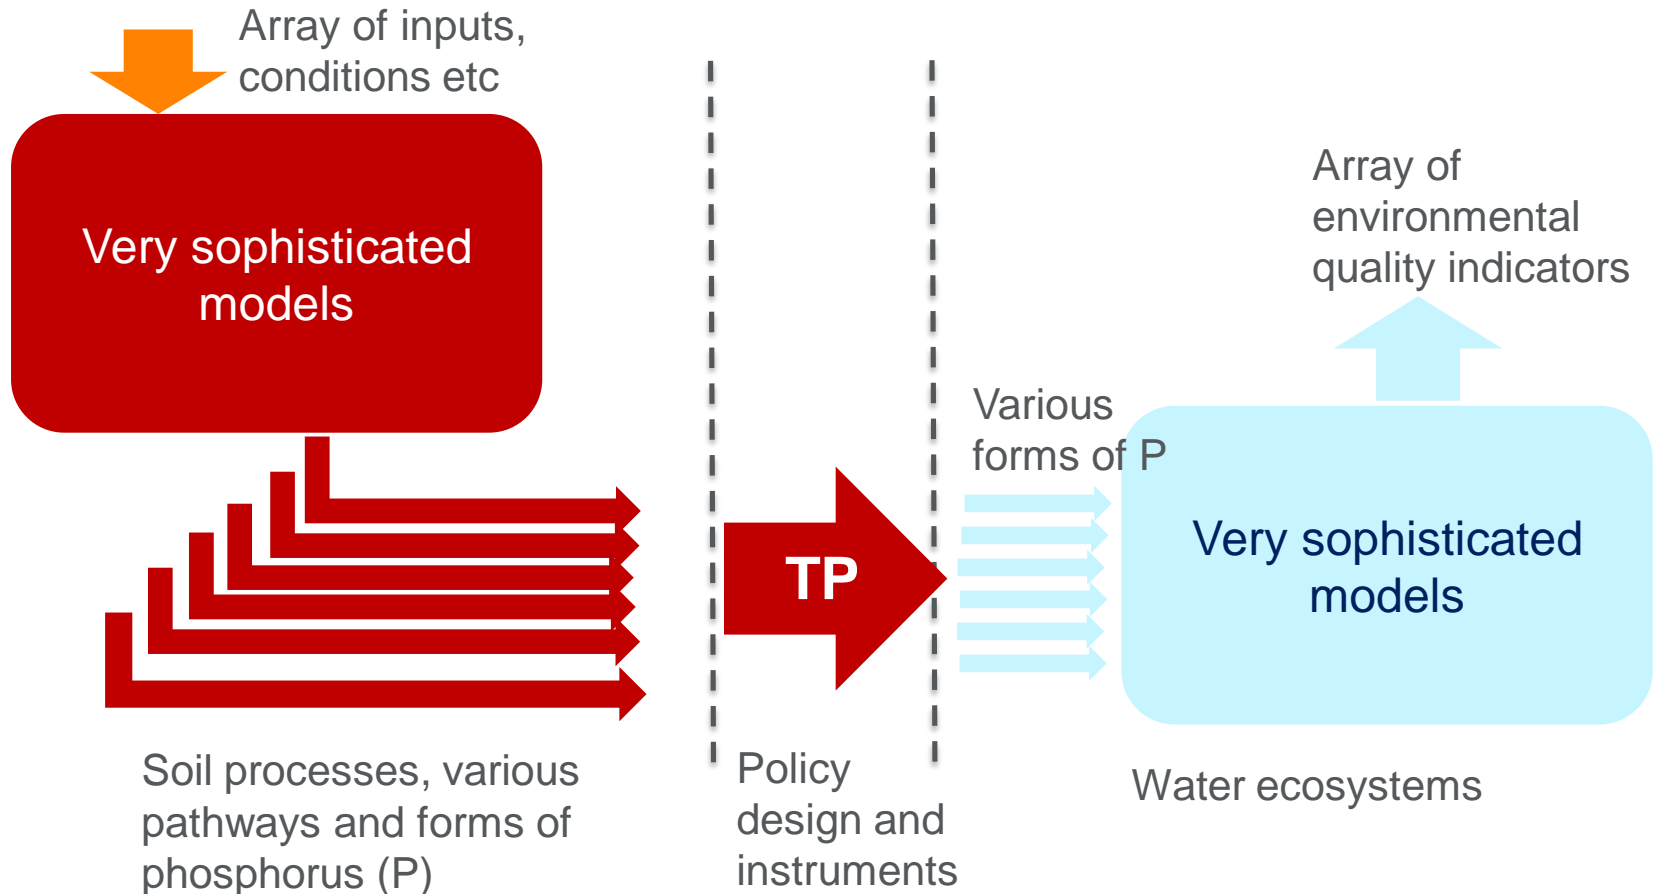 Array of inputs,
conditions etc
Very sophisticated
models
Soil processes, various
pathways and forms of
phosphorus (P)
TP
Policy
design and
instruments
Various
forms of P
Array of
environmental
quality indicators
Very sophisticated
models
Water ecosystems